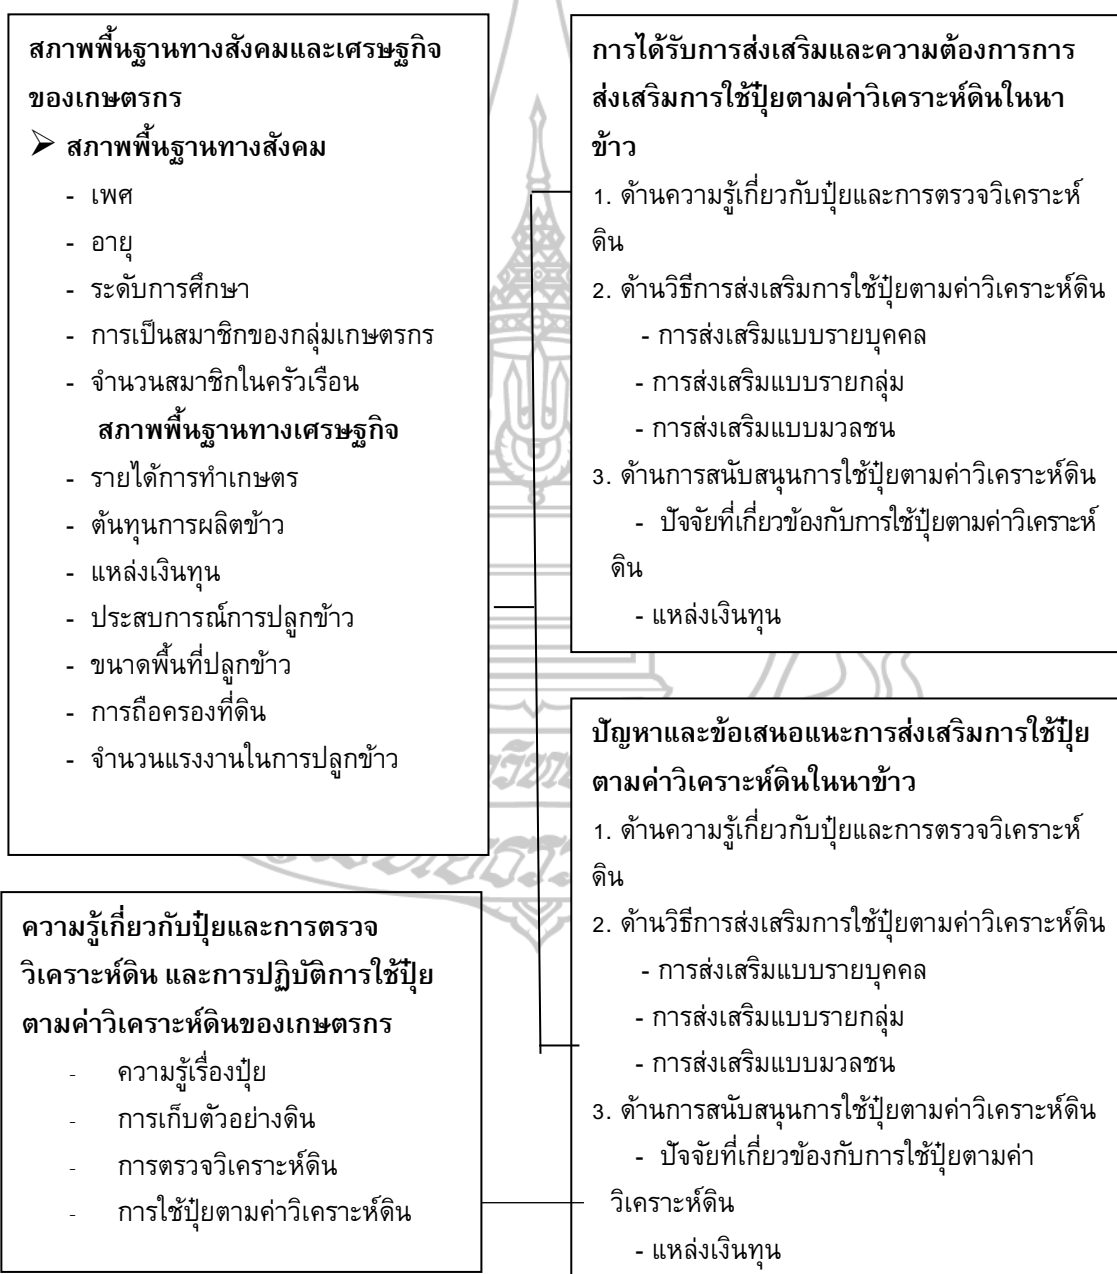 สภาพพื้นฐานทางสังคมและเศรษฐกิจ
ของเกษตรกร
➢ สภาพพื้นฐานทางสังคม
- เพศ
- อายุ
- ระดับการศึกษา
- การเป็นสมาชิกของกลุ่มเกษตรกร
- จำนวนสมาชิกในครัวเรือน
สภาพพื้นฐานทางเศรษฐกิจ
- รายได้การทำเกษตร
- ต้นทุนการผลิตข้าว
- แหล่งเงินทุน
- ประสบการณ์การปลูกข้าว
- ขนาดพื้นที่ปลูกข้าว
- การถือครองที่ดิน
- จำนวนแรงงานในการปลูกข้าว
ความรู้เกี่ยวกับปุ๋ยและการตรวจ
วิเคราะห์ดิน และการปฏิบัติการใช้ปุ๋ย
ตามค่าวิเคราะห์ดินของเกษตรกร
- ความรู้เรื่องปุ๋ย
- การเก็บตัวอย่างดิน
- การตรวจวิเคราะห์ดิน
- การใช้ปุ๋ยตามค่าวิเคราะห์ดิน
การได้รับการส่งเสริมและความต้องการการ
ส่งเสริมการใช้ปุ๋ยตามค่าวิเคราะห์ดินในนา
ข้าว
1. ด้านความรู้เกี่ยวกับปุ๋ยและการตรวจวิเคราะห์
ดิน
2. ด้านวิธีการส่งเสริมการใช้ปุ๋ยตามค่าวิเคราะห์ดิน
- การส่งเสริมแบบรายบุคคล
- การส่งเสริมแบบรายกลุ่ม
- การส่งเสริมแบบมวลชน
3. ด้านการสนับสนุนการใช้ปุ๋ยตามค่าวิเคราะห์ดิน
- ปัจจัยที่เกี่ยวข้องกับการใช้ปุ๋ยตามค่าวิเคราะห์
ดิน
- แหล่งเงินทุน
ปัญหาและข้อเสนอแนะการส่งเสริมการใช้ปุ๋ย
ตามค่าวิเคราะห์ดินในนาข้าว
1. ด้านความรู้เกี่ยวกับปุ๋ยและการตรวจวิเคราะห์
ดิน
2. ด้านวิธีการส่งเสริมการใช้ปุ๋ยตามค่าวิเคราะห์ดิน
- การส่งเสริมแบบรายบุคคล
- การส่งเสริมแบบรายกลุ่ม
- การส่งเสริมแบบมวลชน
3. ด้านการสนับสนุนการใช้ปุ๋ยตามค่าวิเคราะห์ดิน
- ปัจจัยที่เกี่ยวข้องกับการใช้ปุ๋ยตามค่า
วิเคราะห์ดิน
- แหล่งเงินทุน